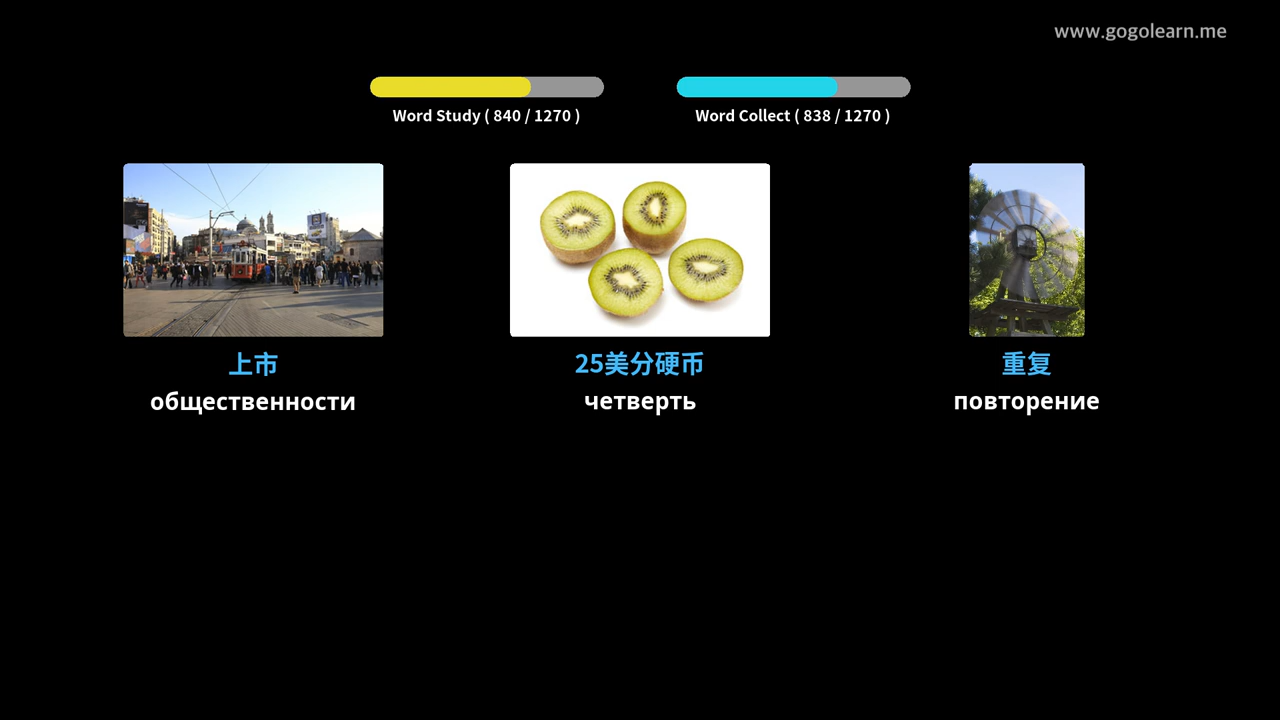 www.gogolearn.me
Word Study ( 840 / 1270 )
Word Collect ( 838 / 1270 )
上市
25美分硬币
重复
общественности
четверть
повторение